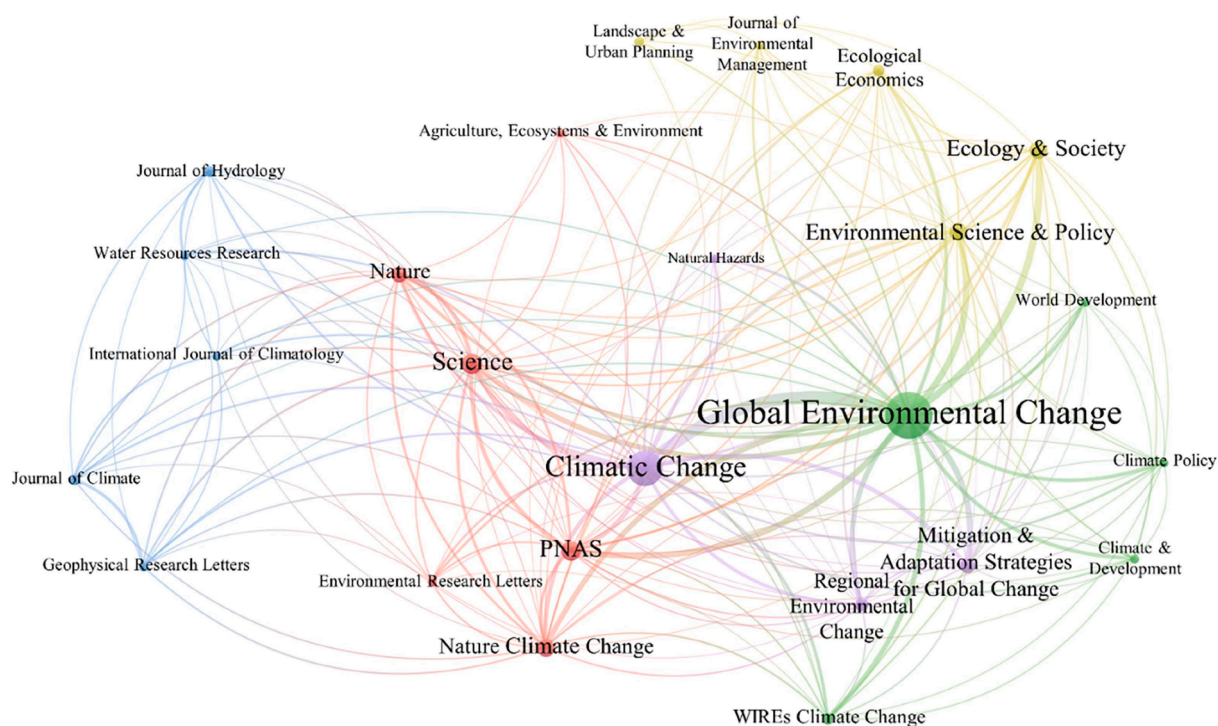 Landscape &
Urban Planning
Journal of
Environmental
Management
Ecological
Economics
Agriculture, Ecosystems & Environment
Ecology & Society
Journal of Hydrology
Environmental Science & Policy
Water Resources Research
Natural Hazards
Nature
World Development
International Journal of Climatology
Science
Global Environmental Change
Climatic Change
Climate Policy
Journal of Climate
PNAS
Mitigation &
Adaptation Strategies
for Global Change
Climate &
Development
Geophysical Research Letters
Environmental Research Letters
Regional
Environmental
Change
Nature Climate Change
WIREs Climate Change